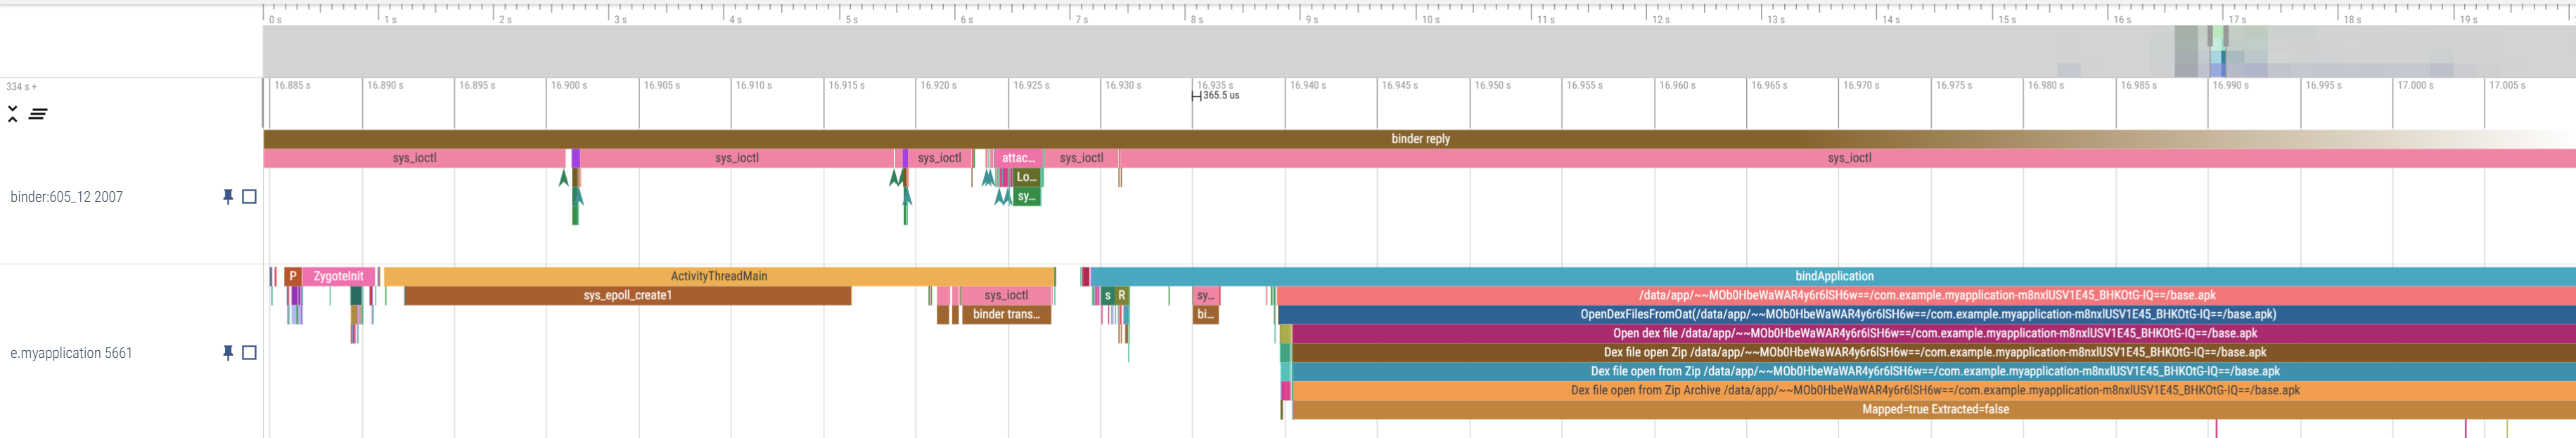 0 s 1 s 2 s 3 s 4 s 5 s 6 s 7 s 8 s 9 s 10 s 11 s 12 s 13 s 14 s 15 s 16 s 17 s 18 s 19 s
334 s + 16.885 s 16.890 s 16.895 s 16.900 s 16.905 s 16.910 s 16.915 s 16.920 s 16.925 s 16.930 s 16.935 s 16.940 s 16.945 s 16.950 s 16.955 s 16.960 s 16.965 s 16.970 s 16.975 s 16.980 s 16.985 s 16.990 s 16.995 s 17.000 s 17.005 s
365.5 us
binder reply
sys_ioctl sys_ioctl sys_ioctl attac... sys_ioctl sys_ioctl
Lo...
binder:605_12 2007 sy...
P ZygoteInit ActivityThreadMain bindApplication
sys_epoll_create1 sys_ioctl s R sy... /data/app/~~MOb0HbeWaWAR4y6r6lSH6w==/com.example.myapplication-m8nxlUSV1E45_BHKOtG-IQ==/base.apk
binder trans... bi... OpenDexFilesFromOat(/data/app/~~MOb0HbeWaWAR4y6r6lSH6w==/com.example.myapplication-m8nxlUSV1E45_BHKOtG-IQ==/base.apk)
Open dex file /data/app/~~MOb0HbeWaWAR4y6r6lSH6w==/com.example.myapplication-m8nxlUSV1E45_BHKOtG-IQ==/base.apk
e.myapplication 5661 Dex file open Zip /data/app/~~MOb0HbeWaWAR4y6r6lSH6w==/com.example.myapplication-m8nxlUSV1E45_BHKOtG-IQ==/base.apk
Dex file open from Zip /data/app/~~MOb0HbeWaWAR4y6r6lSH6w==/com.example.myapplication-m8nxlUSV1E45_BHKOtG-IQ==/base.apk
Dex file open from Zip Archive /data/app/~~MOb0HbeWaWAR4y6r6lSH6w==/com.example.myapplication-m8nxlUSV1E45_BHKOtG-IQ==/base.apk
Mapped=true Extracted=false